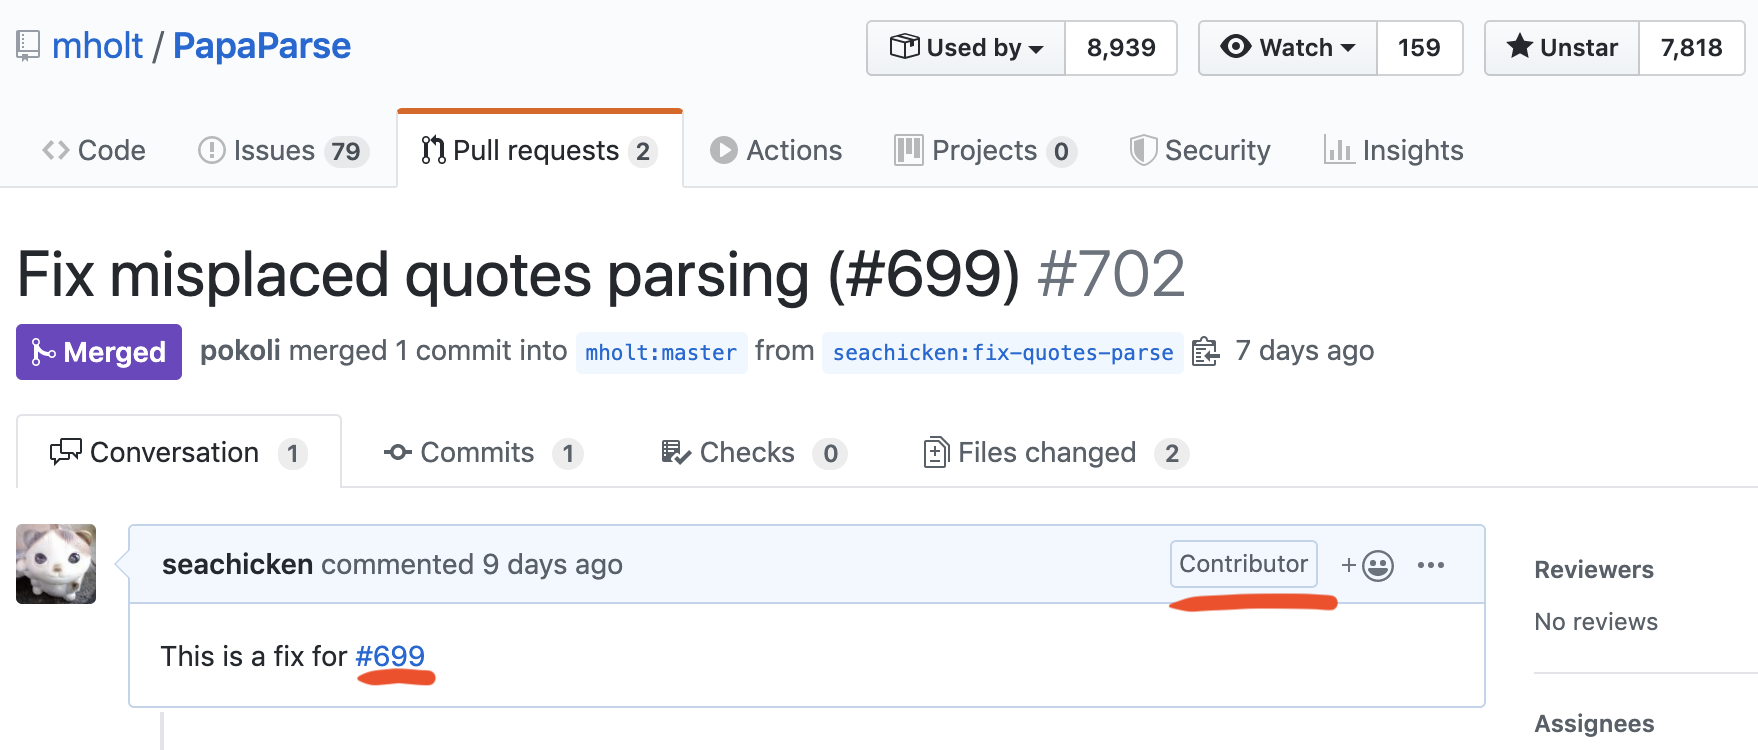 mholt / PapaParse
Used by 8,939 Watch 159 Unstar 7,818
Code Issues 79 Pull requests 2 Actions Projects 0 Security Insights
Fix misplaced quotes parsing (#699) #702
Merged pokoli merged 1 commit into mholt:master from seachicken:fix-quotes-parse 7 days ago
Conversation 1 Commits 1 Checks 0 Files changed 2
seachicken commented 9 days ago Contributor
This is a fix for #699
Reviewers
No reviews
Assignees